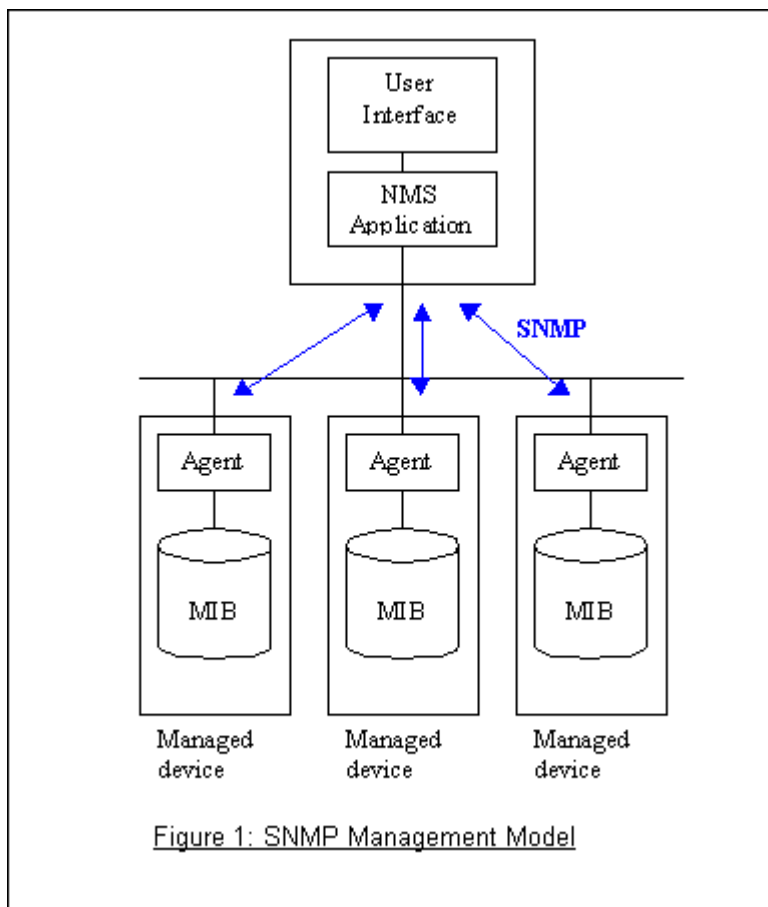 User
Interface
NMS
Application
SNMP
Agent
Agent
Agent
MIB
MIB
MIB
Managed
device
Managed
device
Managed
device
Figure 1: SNMP Management Model